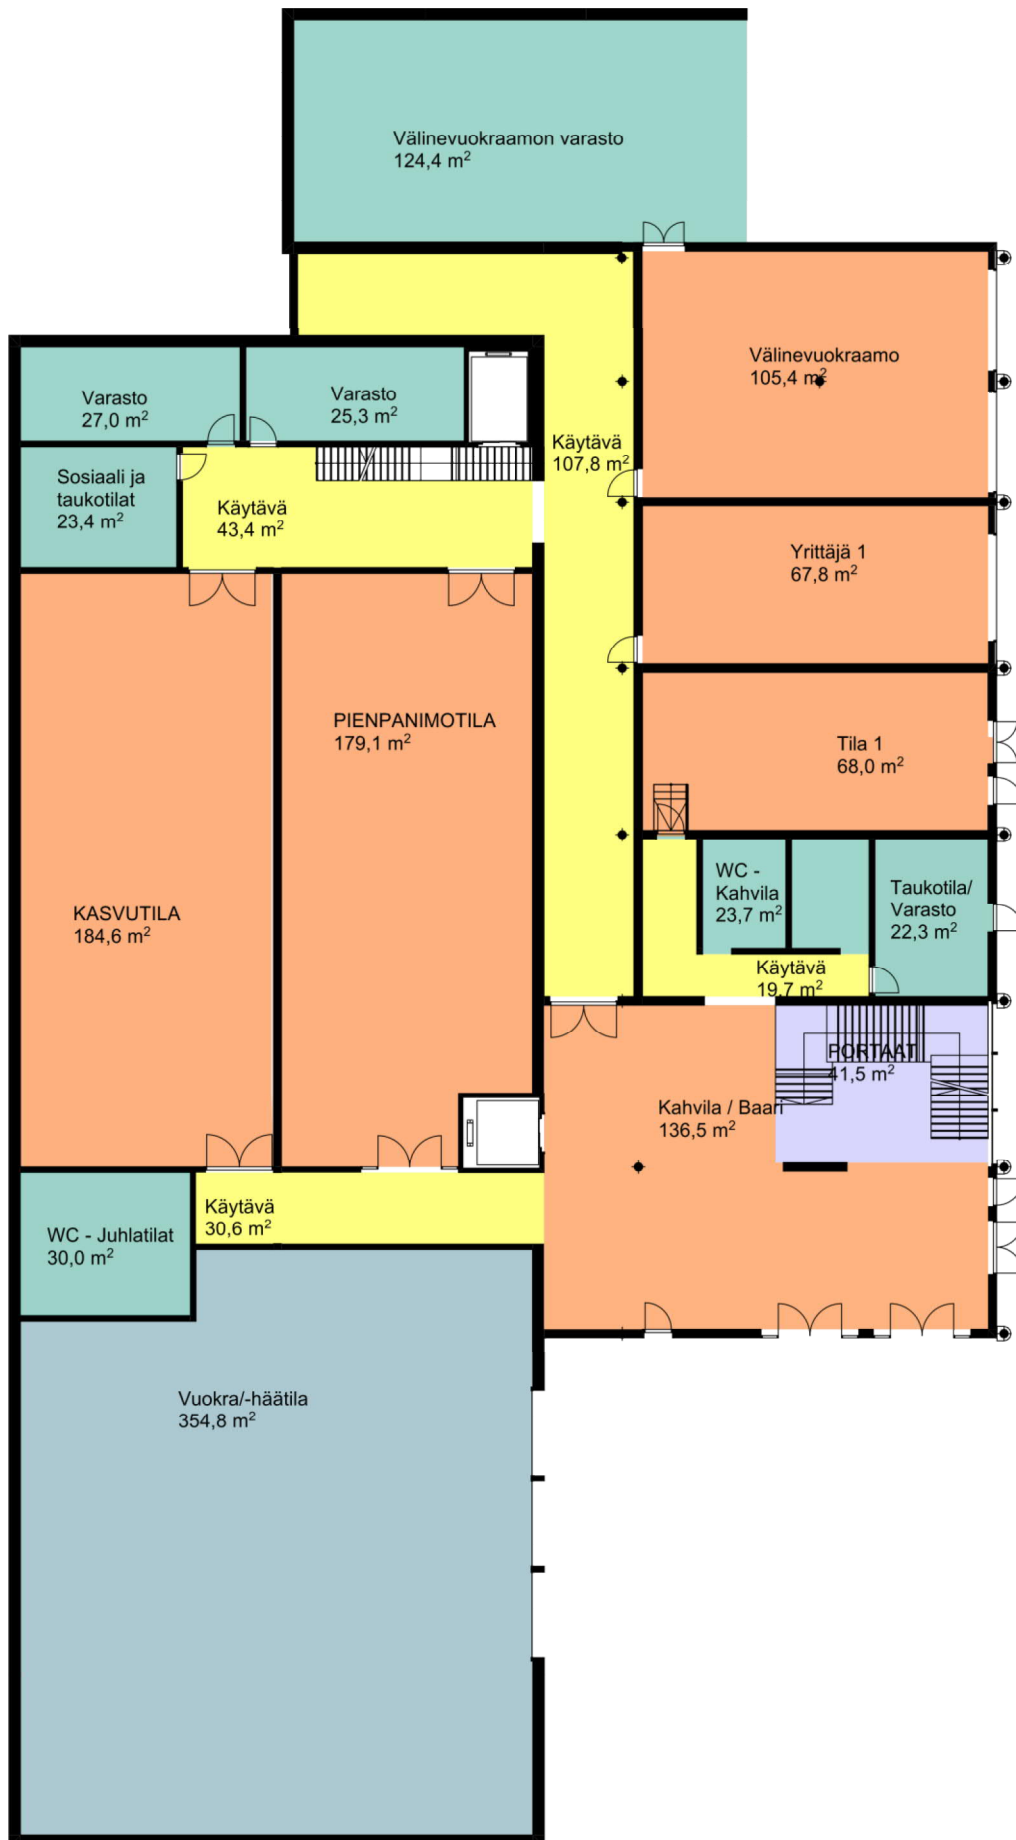 Välinevuokraamon varasto
124,4 m²
Välinevuokraamo
105,4 m²
Varasto
27,0 m²
Varasto
25,3 m²
Käytävä
107,8 m²
Sosiaali ja
taukotilat
23,4 m²
Käytävä
43,4 m²
Yrittäjä 1
67,8 m²
PIENPANIMOTILA
179,1 m²
Tila 1
68,0 m²
KASVUTILA
184,6 m²
WC -
Kahvila
23,7 m²
Taukotila/
Varasto
22,3 m²
Käytävä
19,7 m²
PORTAAT
41,5 m²
Kahvila / Baari
136,5 m²
Käytävä
30,6 m²
WC - Juhlatilat
30,0 m²
Vuokra/-häätila
354,8 m²